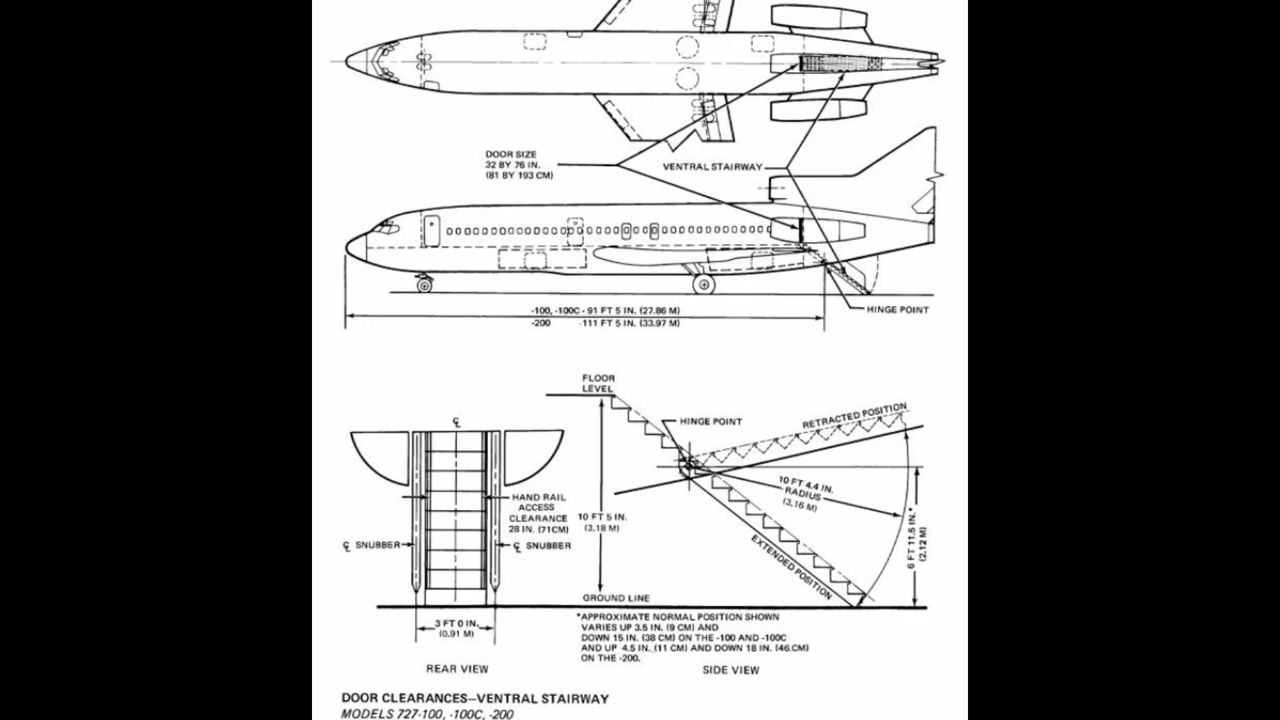 DOOR SIZE
32 BY 76 IN.
(81 BY 193 CM)
VENTRAL STAIRWAY
HINGE POINT
-100, -100C - 91 FT 5 IN. (27.86 M)
-200 111 FT 5 IN. (33.97 M)
FLOOR
LEVEL
HINGE POINT
RETRACTED POSITION
℄
10 FT 4.4 IN.
RADIUS
(3,16 M)
HAND RAIL
ACCESS
CLEARANCE
28 IN. (71CM)
10 FT 5 IN.
(3,18 M)
6 FT 11.5 IN.*
(2.12 M)
℄ SNUBBER
℄ SNUBBER
EXTENDED POSITION
GROUND LINE
3 FT 0 IN.
(0,91 M)
*APPROXIMATE NORMAL POSITION SHOWN
VARIES UP 3.5 IN. (9 CM) AND
DOWN 15 IN. (38 CM) ON THE -100 AND -100C
AND UP 4.5 IN. (11 CM) AND DOWN 18 IN. (46 CM)
ON THE -200.
REAR VIEW
SIDE VIEW
DOOR CLEARANCES—VENTRAL STAIRWAY
MODELS 727-100, -100C, -200